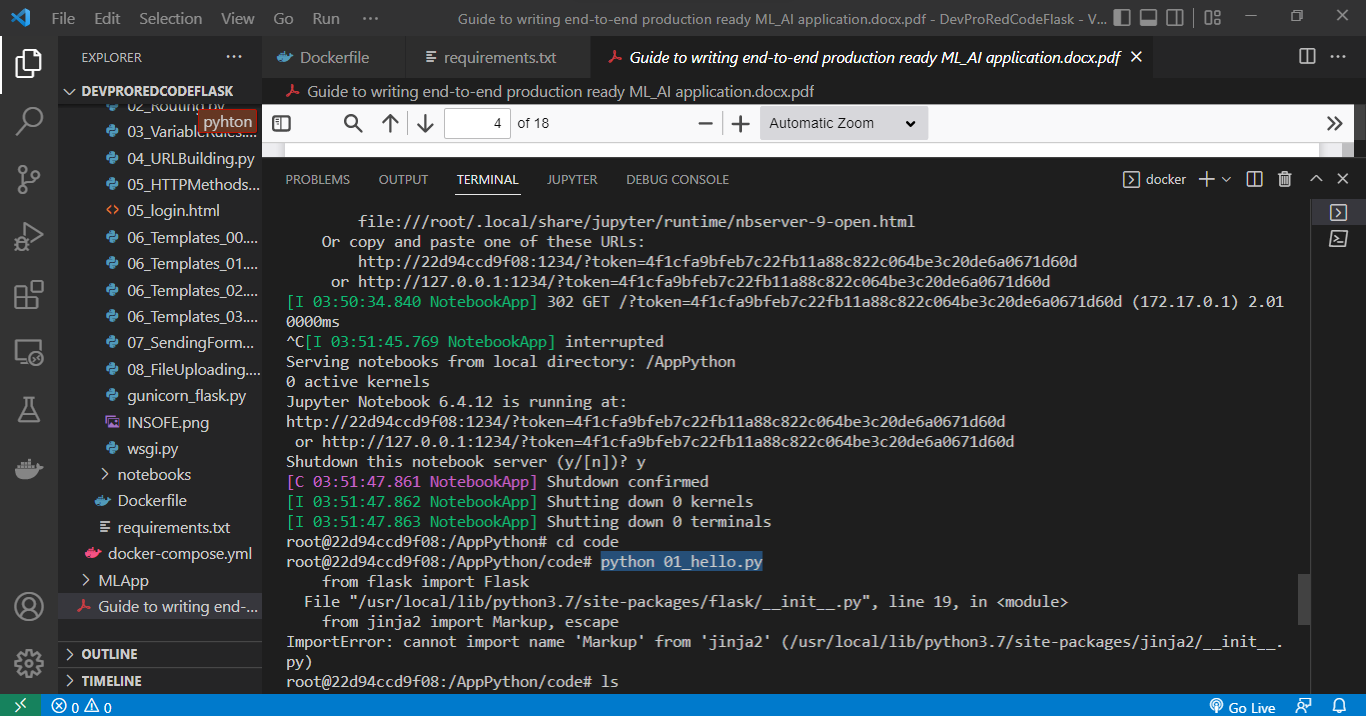 File Edit Selection View Go Run ··· Guide to writing end-to-end production ready ML_AI application.docx.pdf - DevProRedCodeFlask - V...
EXPLORER ···
DEVPROREDCODEFLASK
02_Routing.py
pyhton
03_VariableRules....
04_URLBuilding.py
05_HTTPMethods...
05_login.html
06_Templates_00....
06_Templates_01....
06_Templates_02....
06_Templates_03....
07_SendingForm...
08_FileUploading....
gunicorn_flask.py
INSOFE.png
wsgi.py
notebooks
Dockerfile
requirements.txt
docker-compose.yml
MLApp
Guide to writing end-...
OUTLINE
TIMELINE
Dockerfile requirements.txt Guide to writing end-to-end production ready ML_AI application.docx.pdf
Guide to writing end-to-end production ready ML_AI application.docx.pdf
4 of 18 Automatic Zoom
PROBLEMS OUTPUT TERMINAL JUPYTER DEBUG CONSOLE docker
file:///root/.local/share/jupyter/runtime/nbserver-9-open.html
Or copy and paste one of these URLs:
http://22d94ccd9f08:1234/?token=4f1cfa9bfeb7c22fb11a88c822c064be3c20de6a0671d60d
or http://127.0.0.1:1234/?token=4f1cfa9bfeb7c22fb11a88c822c064be3c20de6a0671d60d
[I 03:50:34.840 NotebookApp] 302 GET /?token=4f1cfa9bfeb7c22fb11a88c822c064be3c20de6a0671d60d (172.17.0.1) 2.01
0000ms
^C[I 03:51:45.769 NotebookApp] interrupted
Serving notebooks from local directory: /AppPython
0 active kernels
Jupyter Notebook 6.4.12 is running at:
http://22d94ccd9f08:1234/?token=4f1cfa9bfeb7c22fb11a88c822c064be3c20de6a0671d60d
or http://127.0.0.1:1234/?token=4f1cfa9bfeb7c22fb11a88c822c064be3c20de6a0671d60d
Shutdown this notebook server (y/[n])? y
[C 03:51:47.861 NotebookApp] Shutdown confirmed
[I 03:51:47.862 NotebookApp] Shutting down 0 kernels
[I 03:51:47.863 NotebookApp] Shutting down 0 terminals
root@22d94ccd9f08:/AppPython# cd code
root@22d94ccd9f08:/AppPython/code# python 01_hello.py
from flask import Flask
File "/usr/local/lib/python3.7/site-packages/flask/__init__.py", line 19, in <module>
from jinja2 import Markup, escape
ImportError: cannot import name 'Markup' from 'jinja2' (/usr/local/lib/python3.7/site-packages/jinja2/__init__.
py)
root@22d94ccd9f08:/AppPython/code# ls
0 0 Go Live